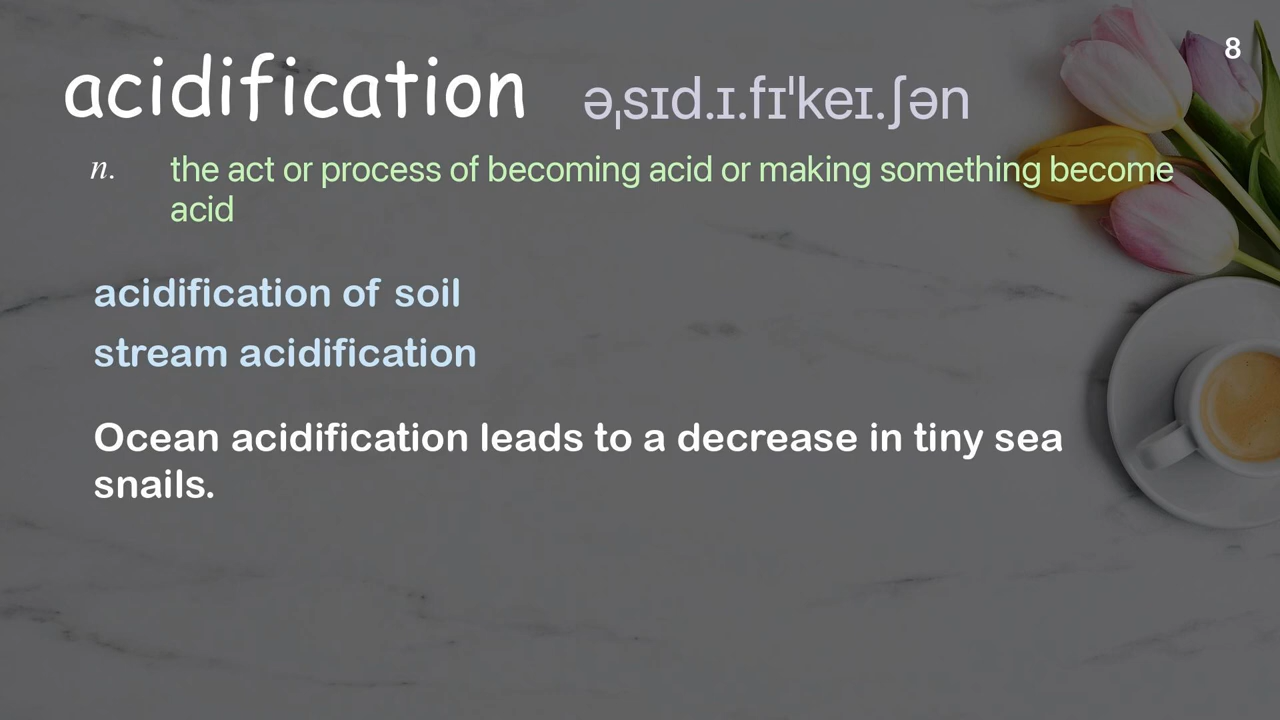 8
acidification əˌsɪd.ɪ.fɪˈkeɪ.ʃən
n. the act or process of becoming acid or making something become
acid
acidification of soil
stream acidification
Ocean acidification leads to a decrease in tiny sea
snails.